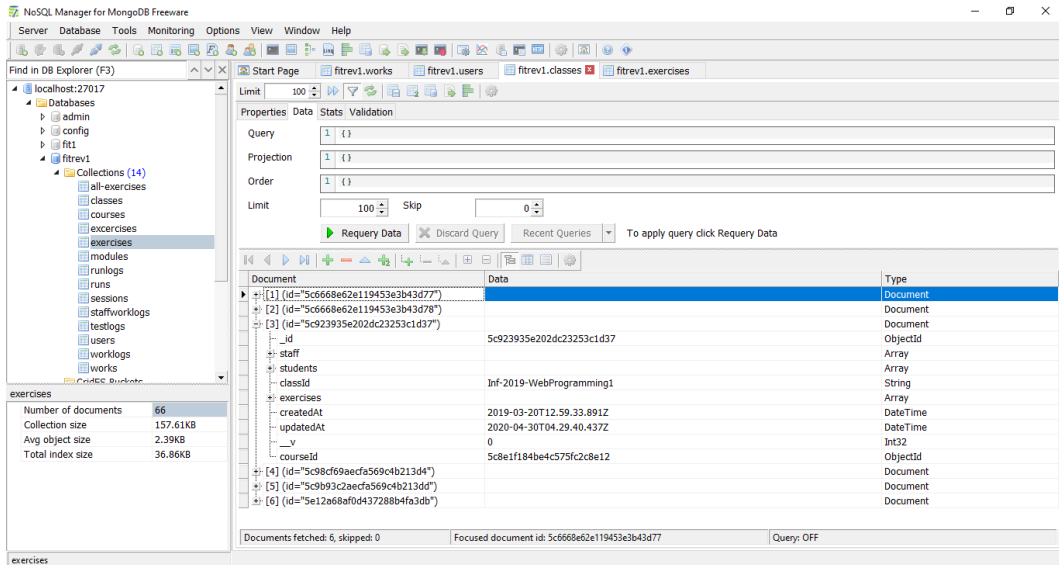 NoSQL Manager for MongoDB Freeware
Server Database Tools Monitoring Options View Window Help
Find in DB Explorer (F3)
localhost:27017
Databases
admin
config
fit1
fitrev1
Collections (14)
all-exercises
classes
courses
excercises
exercises
modules
runlogs
runs
sessions
staffworklogs
testlogs
users
worklogs
works
GridFS Buckets
exercises
Number of documents 66
Collection size 157.61KB
Avg object size 2.39KB
Total index size 36.86KB
exercises
Start Page fitrev1.works fitrev1.users fitrev1.classes fitrev1.exercises
Limit 100
Properties Data Stats Validation
Query 1 {}
Projection 1 {}
Order 1 {}
Limit 100 Skip 0
Requery Data Discard Query Recent Queries To apply query click Requery Data
Document Data Type
[1] (id="5c6668e62e119453e3b43d77") Document
[2] (id="5c6668e62e119453e3b43d78") Document
[3] (id="5c923935e202dc23253c1d37") Document
_id 5c923935e202dc23253c1d37 ObjectId
staff Array
students Array
classId Inf-2019-WebProgramming1 String
exercises Array
createdAt 2019-03-20T12.59.33.891Z DateTime
updatedAt 2020-04-30T04.29.40.437Z DateTime
__v 0 Int32
courseId 5c8e1f184be4c575fc2c8e12 ObjectId
[4] (id="5c98cf69aecfa569c4b213d4") Document
[5] (id="5c9b93c2aecfa569c4b213dd") Document
[6] (id="5e12a68af0d437288b4fa3db") Document
Documents fetched: 6, skipped: 0 Focused document id: 5c6668e62e119453e3b43d77 Query: OFF